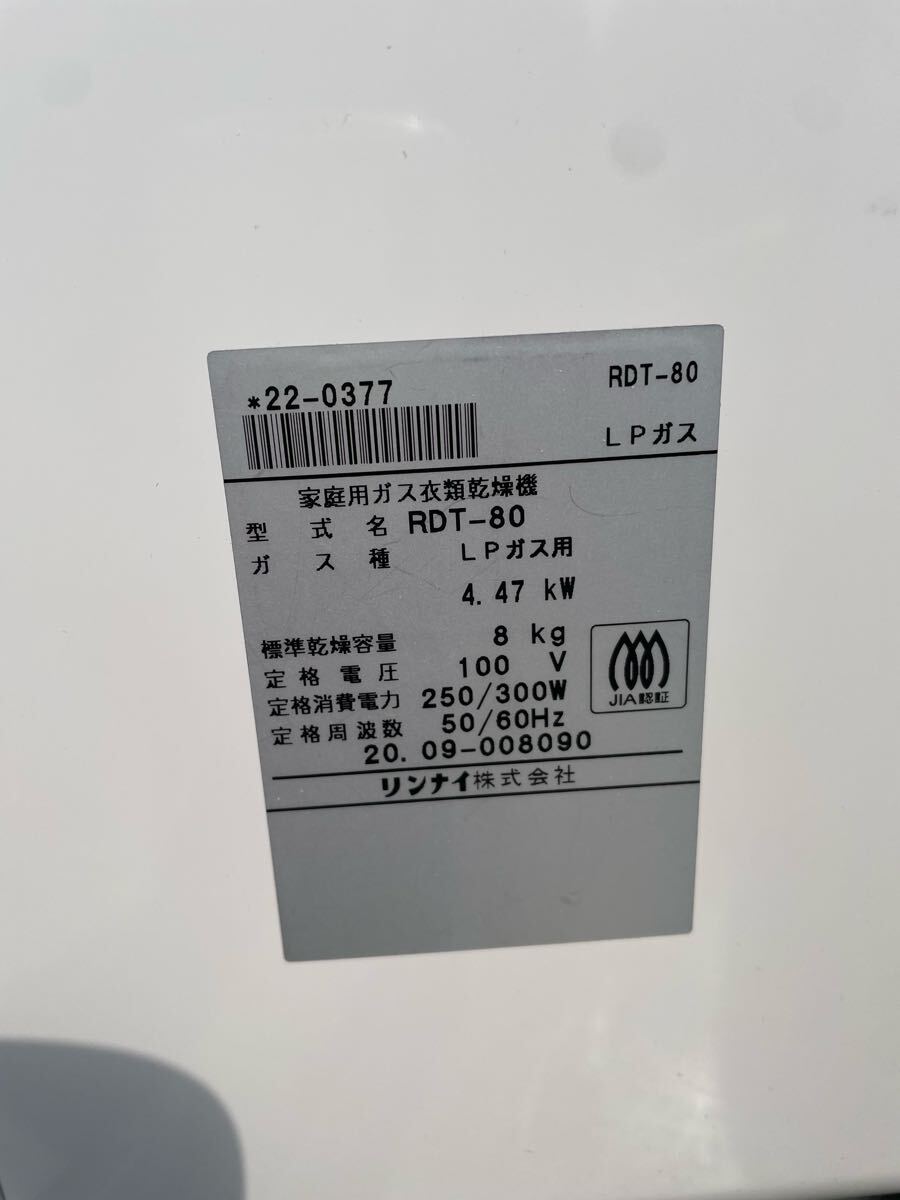 *22-0377
RDT-80
LPガス
家庭用ガス衣類乾燥機
型式名 RDT-80
ガス種 LPガス用
4.47 kW
標準乾燥容量 8 kg
定格電圧 100 V
定格消費電力 250/300W
定格周波数 50/60Hz
JIA認証
20.09-008090
リンナイ株式会社